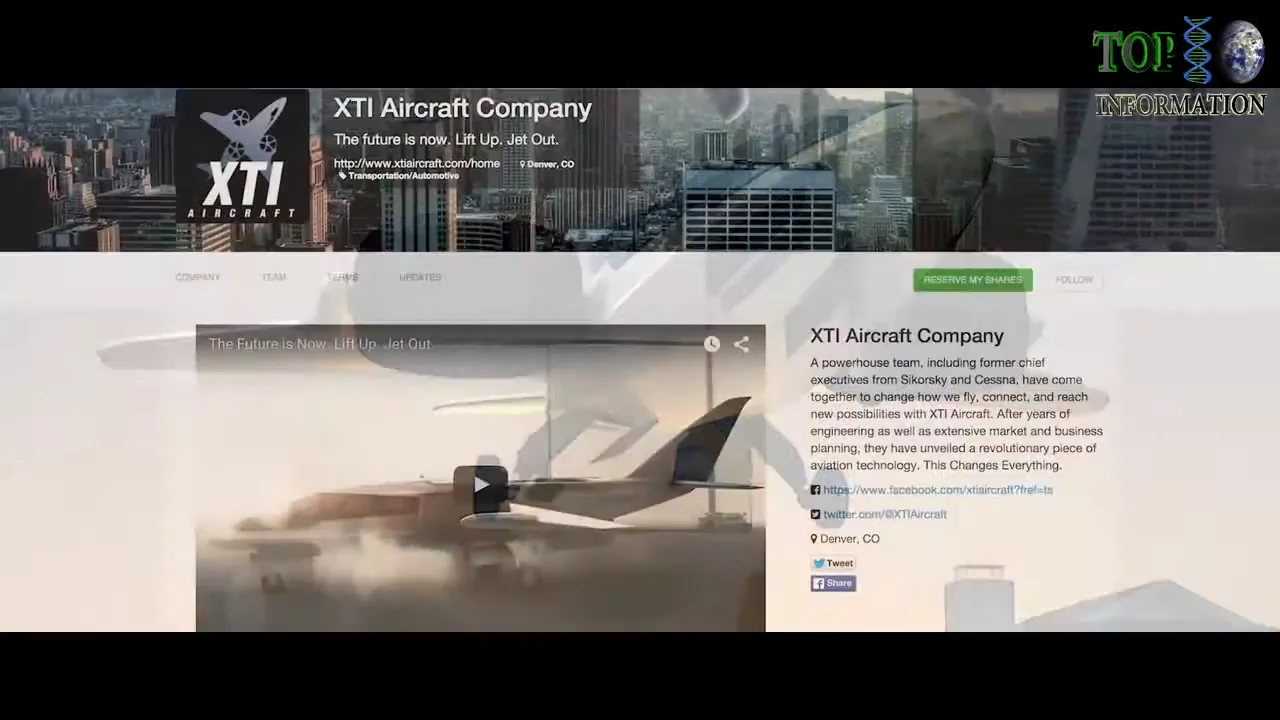 TOP
INFORMATION
XTI Aircraft Company
The future is now. Lift Up. Jet Out.
http://www.xtiaircraft.com/home Denver, CO
Transportation/Automotive
XTI
AIRCRAFT
COMPANY TEAM TERMS UPDATES
RESERVE MY SHARES FOLLOW
The Future is Now. Lift Up. Jet Out.
XTI Aircraft Company
A powerhouse team, including former chief
executives from Sikorsky and Cessna, have come
together to change how we fly, connect, and reach
new possibilities with XTI Aircraft. After years of
engineering as well as extensive market and business
planning, they have unveiled a revolutionary piece of
aviation technology. This Changes Everything.
https://www.facebook.com/xtiaircraft?fref=ts
twitter.com/@XTIAircraft
Denver, CO
Tweet
Share